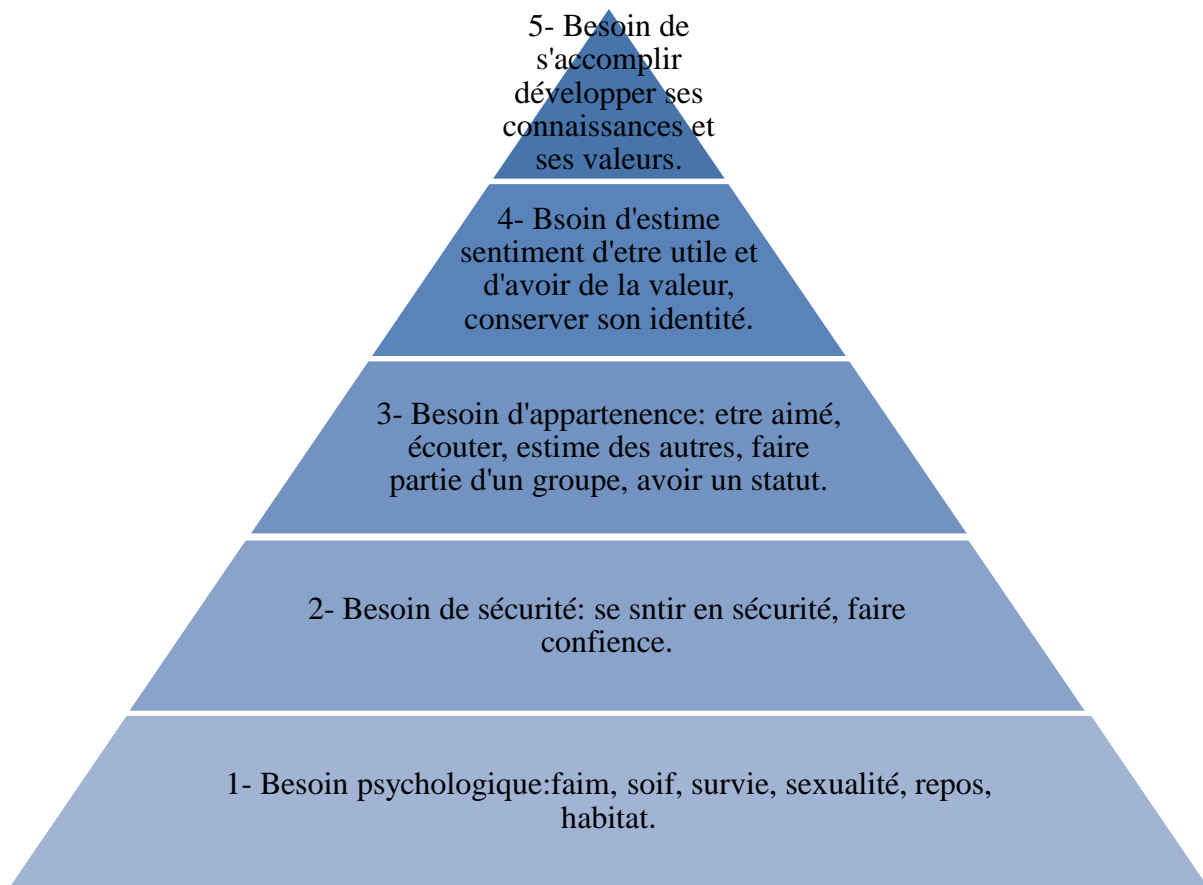 5- Besoin de
s'accomplir
développer ses
connaissances et
ses valeurs.
4- Bsoin d'estime
sentiment d'etre utile et
d'avoir de la valeur,
conserver son identité.
3- Besoin d'appartenence: etre aimé,
écouter, estime des autres, faire
partie d'un groupe, avoir un statut.
2- Besoin de sécurité: se sntir en sécurité, faire
confience.
1- Besoin psychologique:faim, soif, survie, sexualité, repos,
habitat.